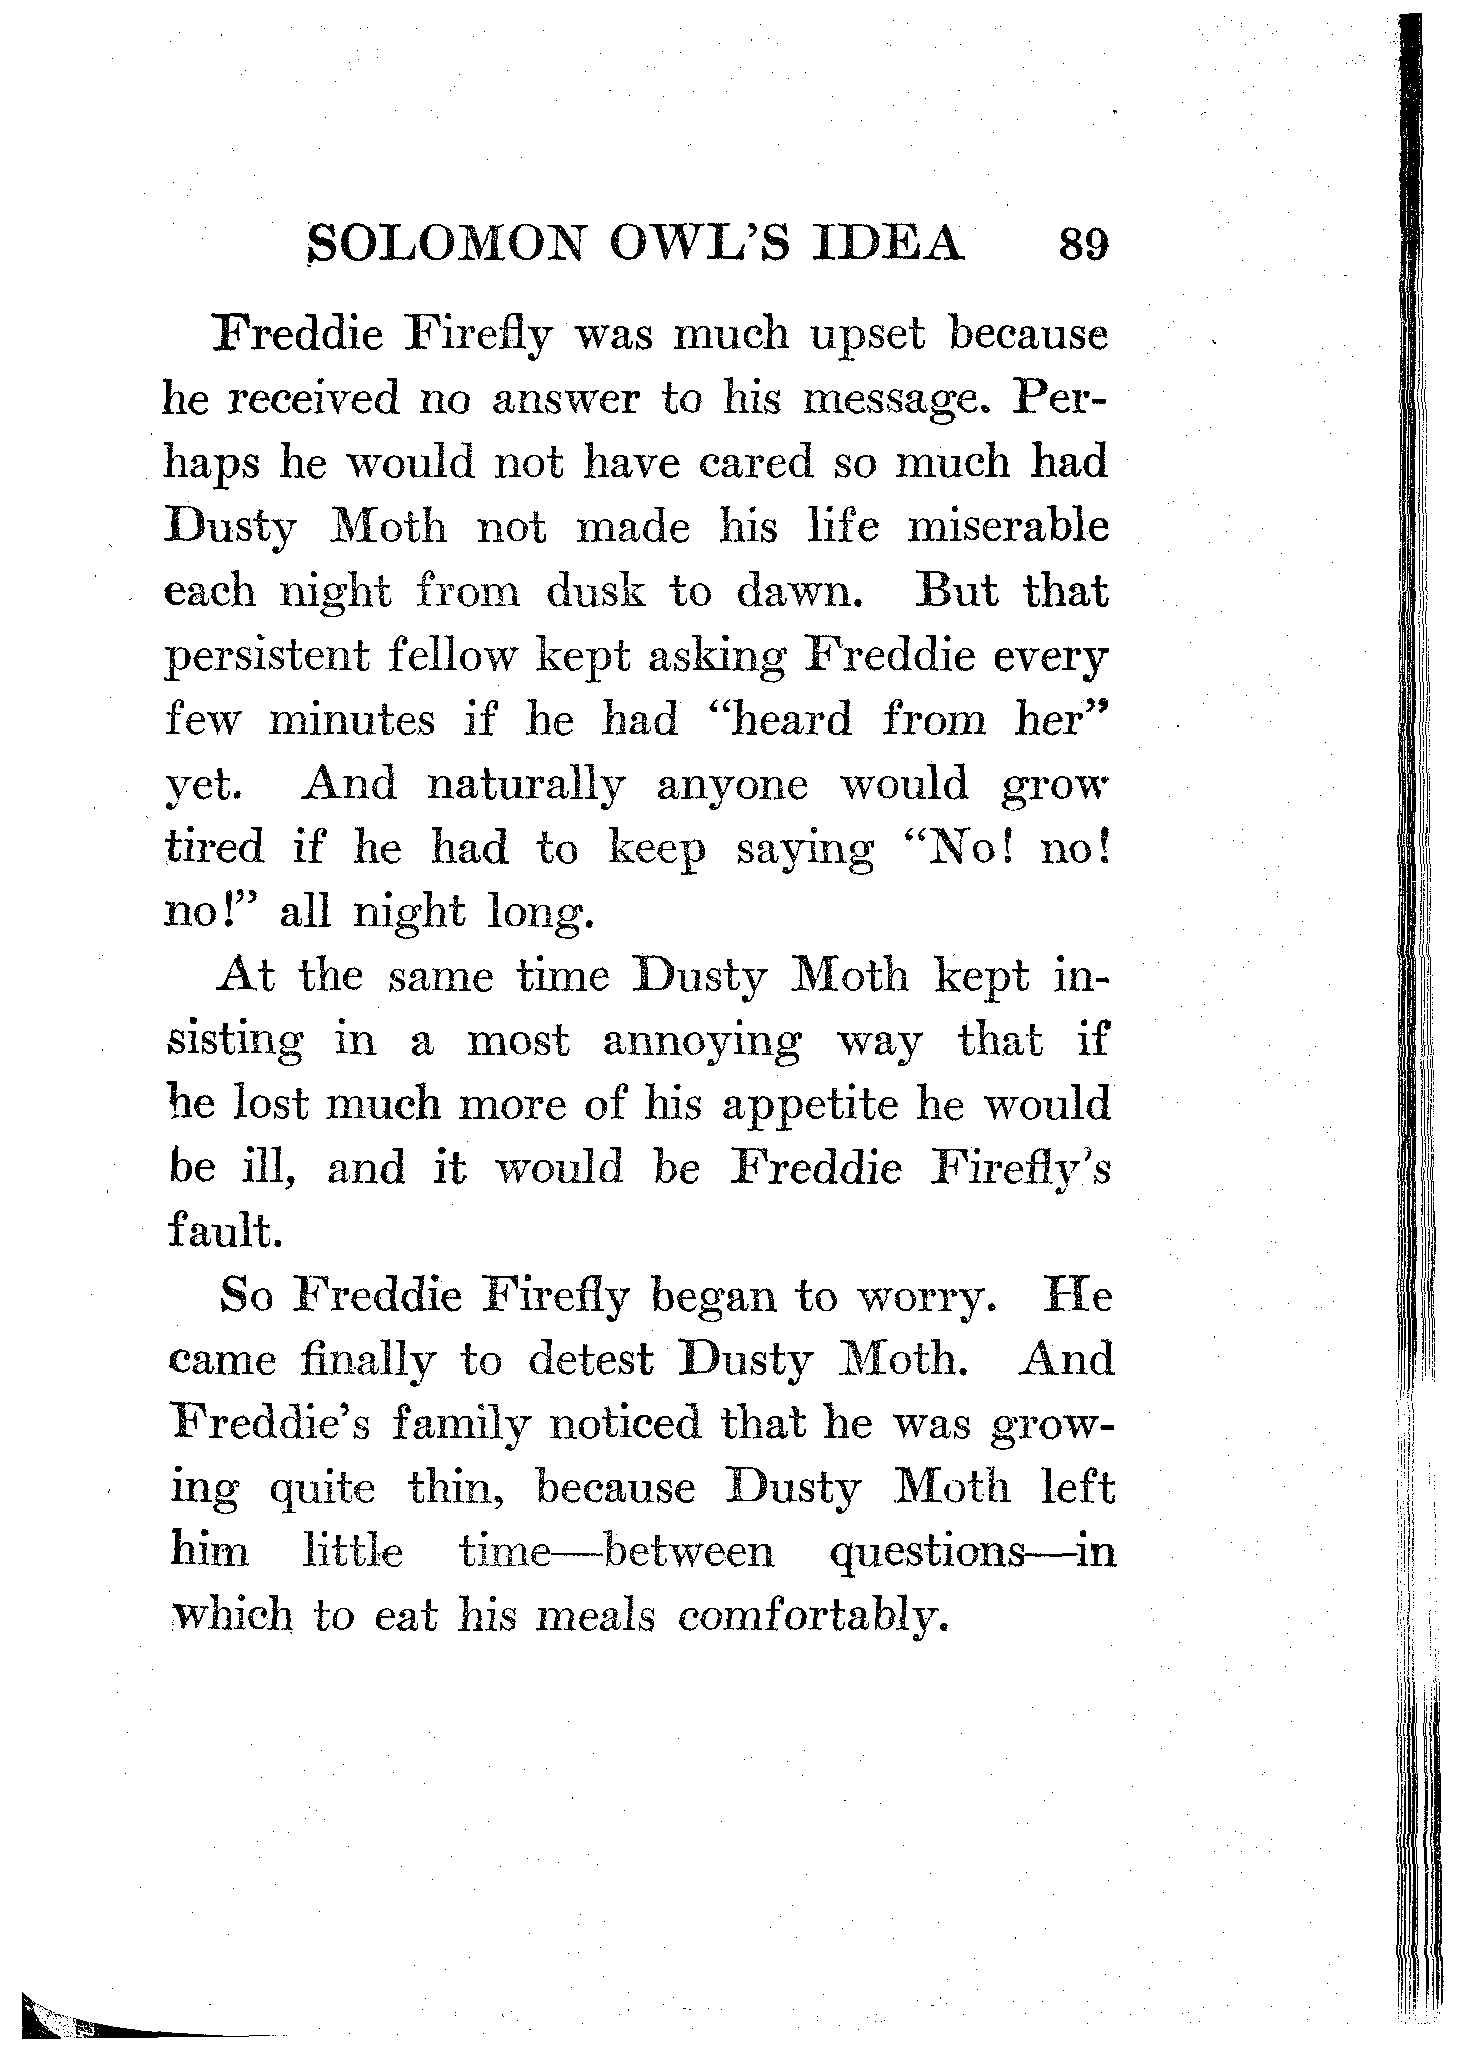 SOLOMON OWL'S IDEA 89
Freddie Firefly was much upset because
he received no answer to his message. Per-
haps he would not have cared so much had
Dusty Moth not made his life miserable
each night from dusk to dawn. But that
persistent fellow kept asking Freddie every
few minutes if he had "heard from her"
yet. And naturally anyone would grow
tired if he had to keep saying "No! no!
no!" all night long.
At the same time Dusty Moth kept in-
sisting in a most annoying way that if
he lost much more of his appetite he would
be ill, and it would be Freddie Firefly's
fault.
So Freddie Firefly began to worry. He
came finally to detest Dusty Moth. And
Freddie's family noticed that he was grow-
ing quite thin, because Dusty Moth left
him little time—between questions—in
which to eat his meals comfortably.